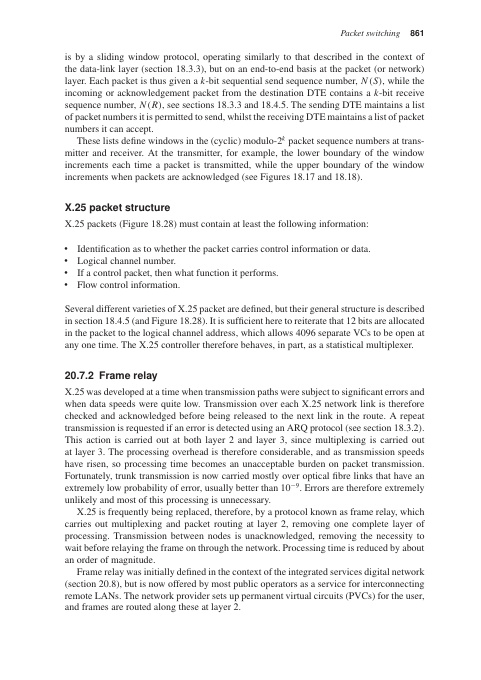 Packet switching 861
is by a sliding window protocol, operating similarly to that described in the context of
the data-link layer (section 18.3.3), but on an end-to-end basis at the packet (or network)
layer. Each packet is thus given a k-bit sequential send sequence number, N(S), while the
incoming or acknowledgement packet from the destination DTE contains a k-bit receive
sequence number, N(R), see sections 18.3.3 and 18.4.5. The sending DTE maintains a list
of packet numbers it is permitted to send, whilst the receiving DTE maintains a list of packet
numbers it can accept.
These lists define windows in the (cyclic) modulo-2ᵏ packet sequence numbers at trans-
mitter and receiver. At the transmitter, for example, the lower boundary of the window
increments each time a packet is transmitted, while the upper boundary of the window
increments when packets are acknowledged (see Figures 18.17 and 18.18).
X.25 packet structure
X.25 packets (Figure 18.28) must contain at least the following information:
• Identification as to whether the packet carries control information or data.
• Logical channel number.
• If a control packet, then what function it performs.
• Flow control information.
Several different varieties of X.25 packet are defined, but their general structure is described
in section 18.4.5 (and Figure 18.28). It is sufficient here to reiterate that 12 bits are allocated
in the packet to the logical channel address, which allows 4096 separate VCs to be open at
any one time. The X.25 controller therefore behaves, in part, as a statistical multiplexer.
20.7.2 Frame relay
X.25 was developed at a time when transmission paths were subject to significant errors and
when data speeds were quite low. Transmission over each X.25 network link is therefore
checked and acknowledged before being released to the next link in the route. A repeat
transmission is requested if an error is detected using an ARQ protocol (see section 18.3.2).
This action is carried out at both layer 2 and layer 3, since multiplexing is carried out
at layer 3. The processing overhead is therefore considerable, and as transmission speeds
have risen, so processing time becomes an unacceptable burden on packet transmission.
Fortunately, trunk transmission is now carried mostly over optical fibre links that have an
extremely low probability of error, usually better than 10⁻⁹. Errors are therefore extremely
unlikely and most of this processing is unnecessary.
X.25 is frequently being replaced, therefore, by a protocol known as frame relay, which
carries out multiplexing and packet routing at layer 2, removing one complete layer of
processing. Transmission between nodes is unacknowledged, removing the necessity to
wait before relaying the frame on through the network. Processing time is reduced by about
an order of magnitude.
Frame relay was initially defined in the context of the integrated services digital network
(section 20.8), but is now offered by most public operators as a service for interconnecting
remote LANs. The network provider sets up permanent virtual circuits (PVCs) for the user,
and frames are routed along these at layer 2.